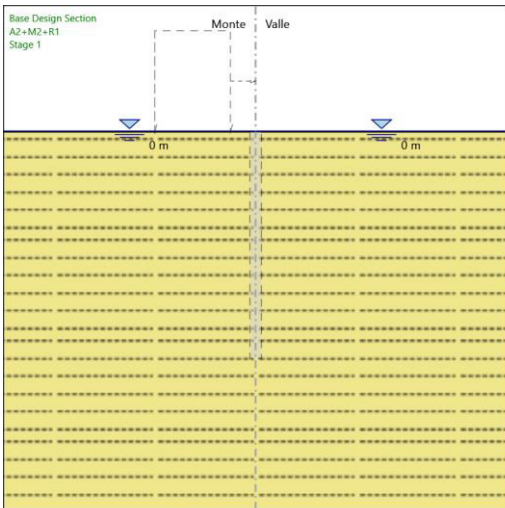 Base Design Section
A2+M2+R1
Stage 1
Monte
Valle
0 m
0 m